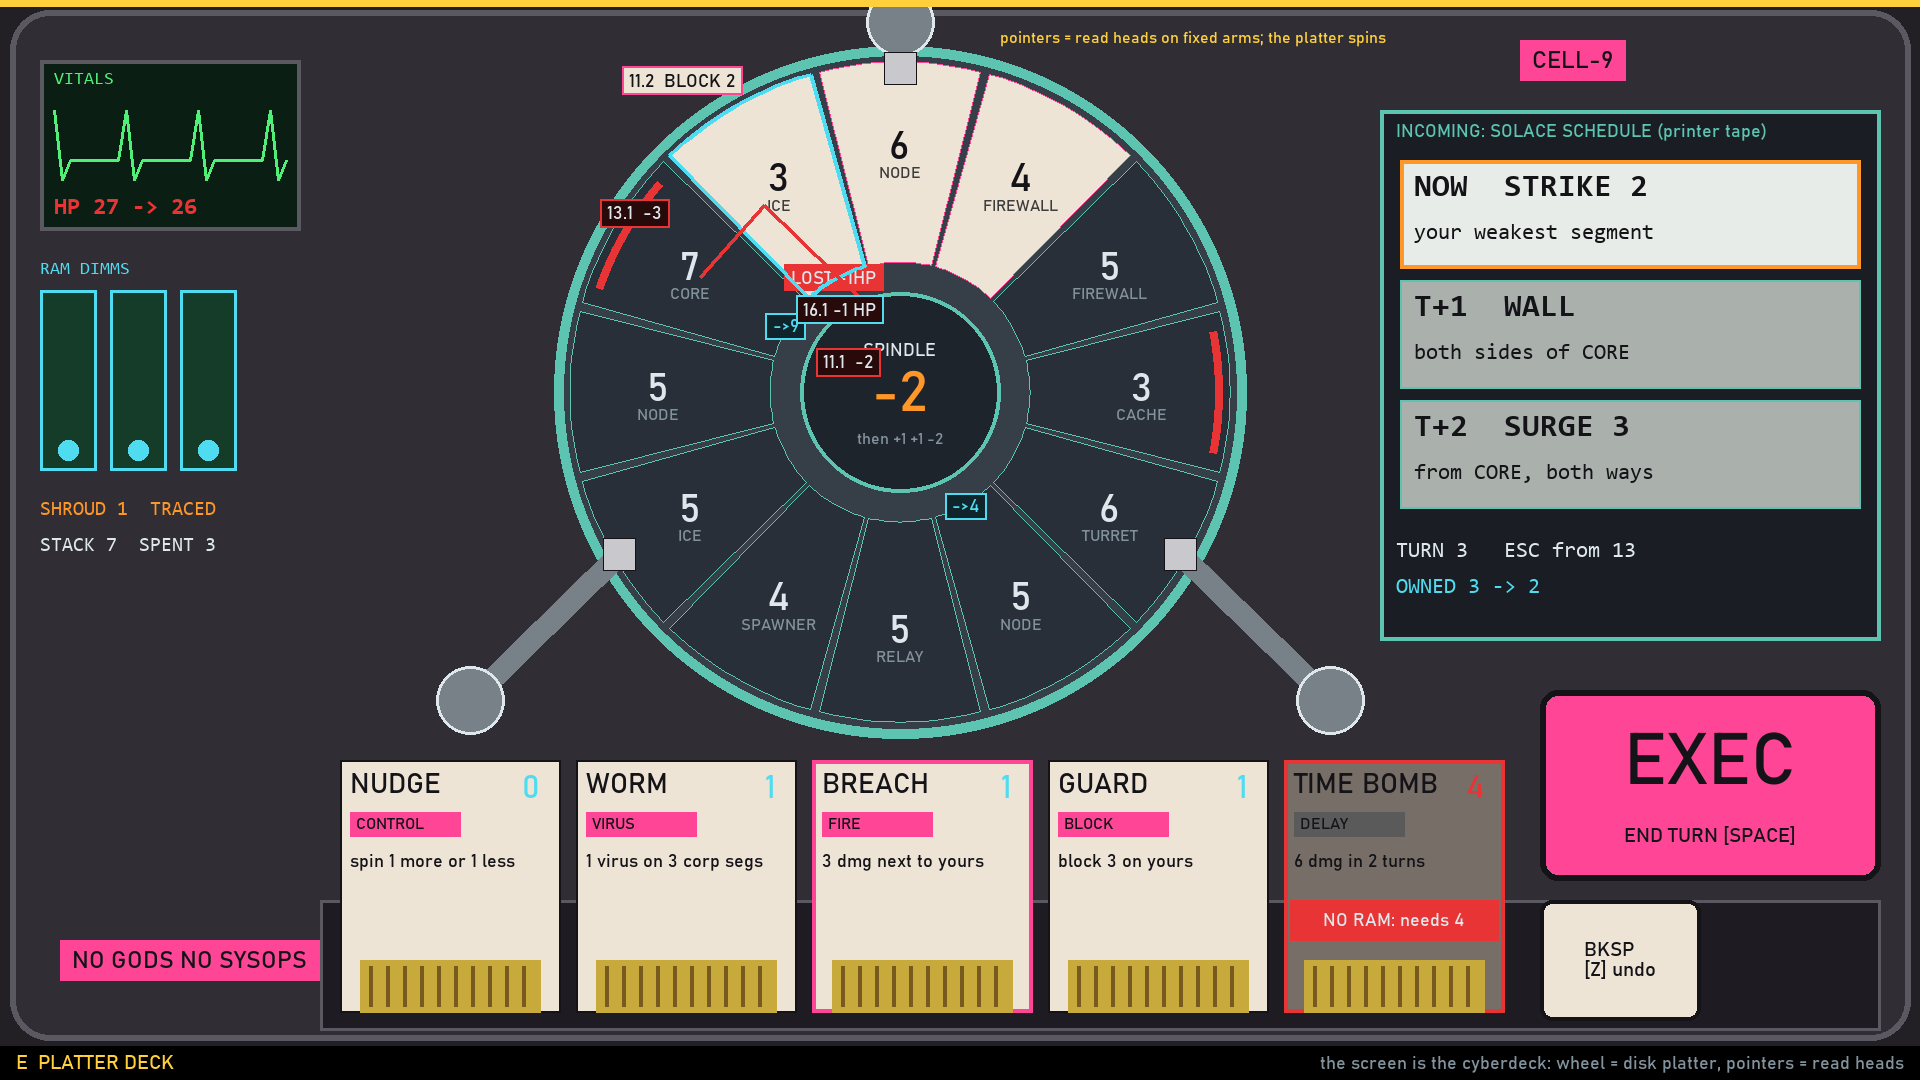 pointers = read heads on fixed arms; the platter spins
CELL-9
VITALS
HP 27 -> 26
11.2 BLOCK 2
13.1 -3
RAM DIMMS
SHROUD 1 TRACED
STACK 7 SPENT 3
6
NODE
4
FIREWALL
5
FIREWALL
3
CACHE
6
TURRET
5
NODE
5
RELAY
4
SPAWNER
5
ICE
5
NODE
7
CORE
3
ICE
LOST -1HP
16.1 -1 HP
->9
11.1 -2
SPINDLE
-2
then +1 +1 -2
->4
INCOMING: SOLACE SCHEDULE (printer tape)
NOW STRIKE 2
your weakest segment
T+1 WALL
both sides of CORE
T+2 SURGE 3
from CORE, both ways
TURN 3 ESC from 13
OWNED 3 -> 2
NUDGE 0
CONTROL
spin 1 more or 1 less
WORM 1
VIRUS
1 virus on 3 corp segs
BREACH 1
FIRE
3 dmg next to yours
GUARD 1
BLOCK
block 3 on yours
TIME BOMB 4
DELAY
6 dmg in 2 turns
NO RAM: needs 4
EXEC
END TURN [SPACE]
BKSP
[Z] undo
NO GODS NO SYSOPS
E PLATTER DECK
the screen is the cyberdeck: wheel = disk platter, pointers = read heads